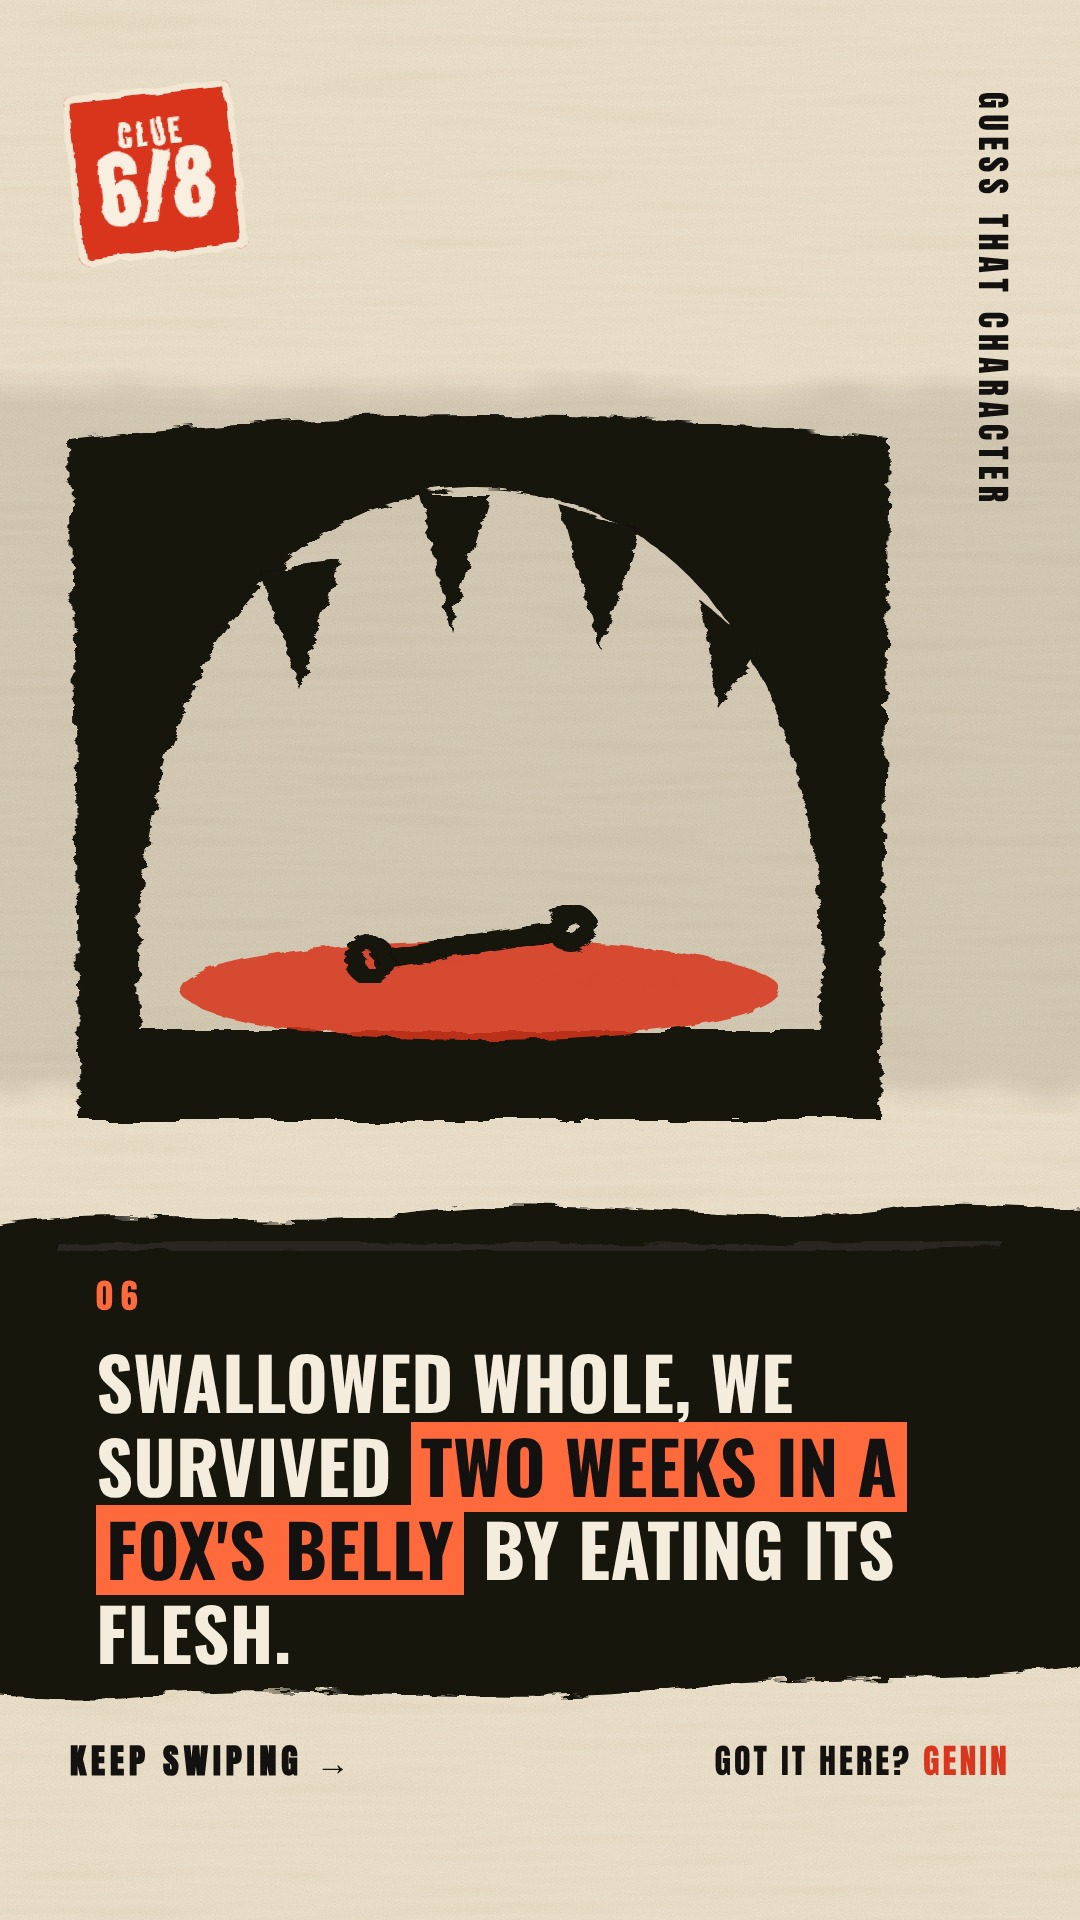 CLUE
6/8
GUESS THAT CHARACTER
06
SWALLOWED WHOLE, WE
SURVIVED TWO WEEKS IN A
FOX'S BELLY BY EATING ITS
FLESH.
KEEP SWIPING →
GOT IT HERE? GENIN